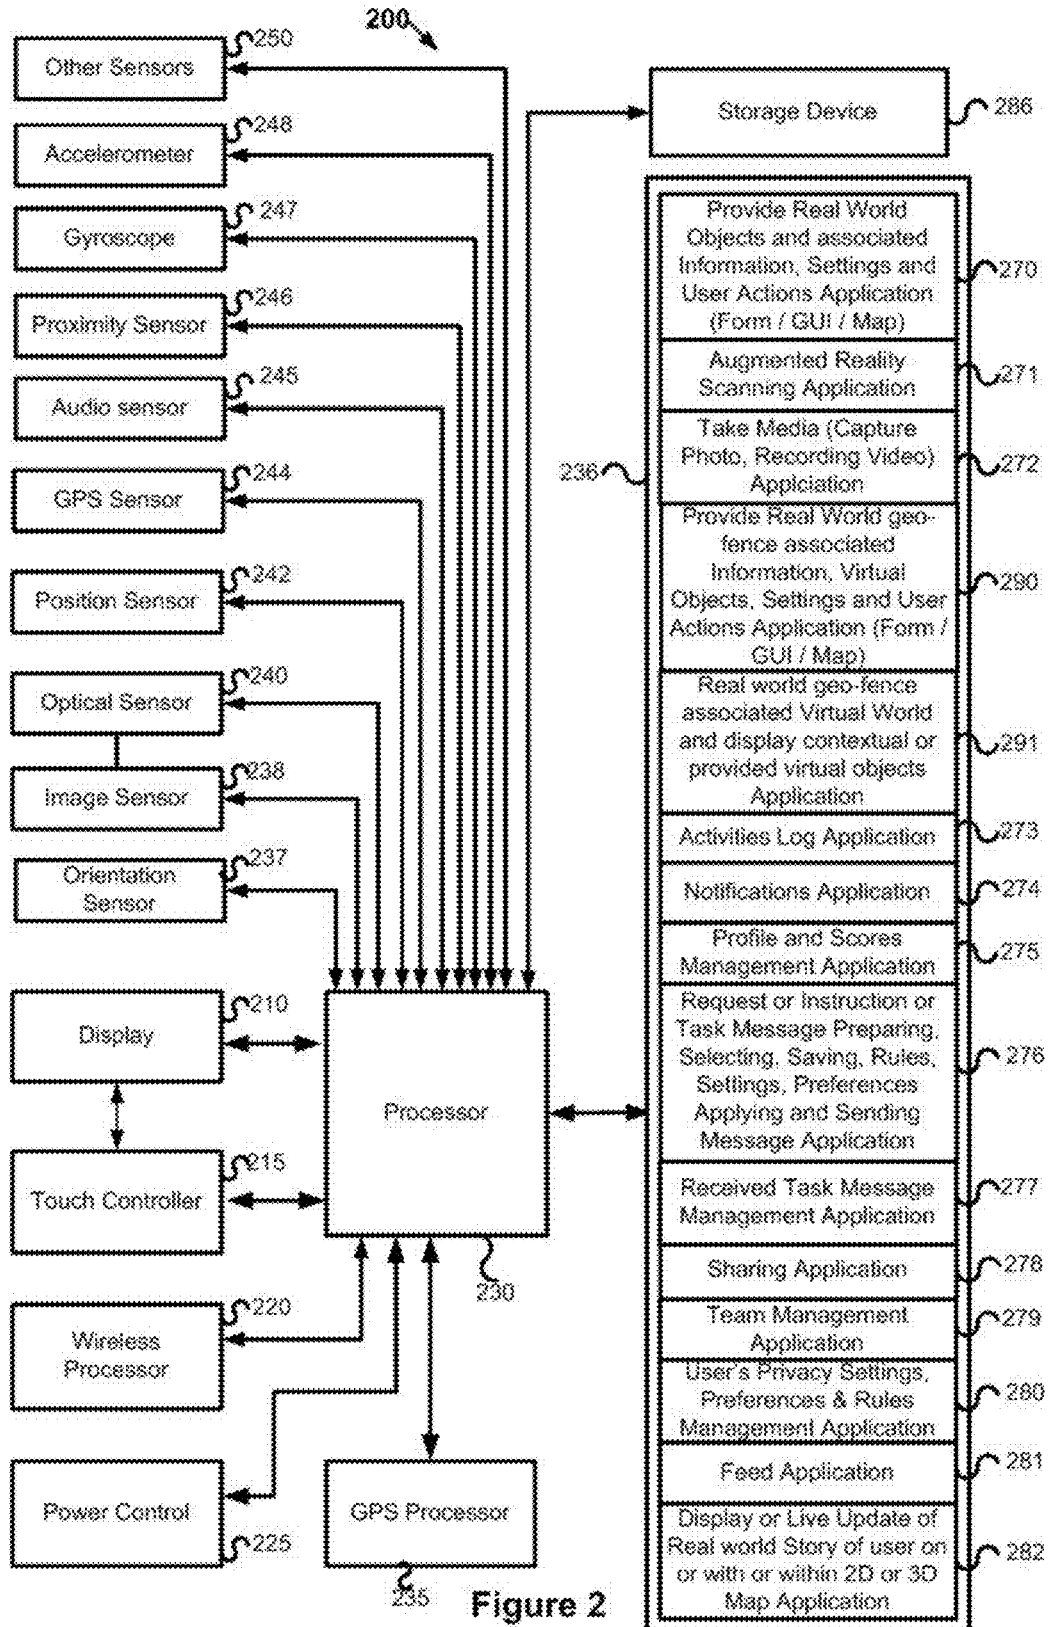 200
Other Sensors
250
Accelerometer
248
Gyroscope
247
Proximity Sensor
246
Audio sensor
245
GPS Sensor
244
Position Sensor
242
Optical Sensor
240
Image Sensor
238
Orientation
Sensor
237
Display
210
Touch Controller
215
Wireless
Processor
220
Power Control
225
Processor
230
GPS Processor
235
Storage Device
286
236
Provide Real World
Objects and associated
Information, Settings and
User Actions Application
(Form / GUI / Map)
270
Augmented Reality
Scanning Application
271
Take Media (Capture
Photo, Recording Video)
Applciation
272
Provide Real World geo-
fence associated
Information, Virtual
Objects, Settings and User
Actions Application (Form /
GUI / Map)
290
Real world geo-fence
associated Virtual World
and display contextual or
provided virtual objects
Application
291
Activities Log Application
273
Notifications Application
274
Profile and Scores
Management Application
275
Request or Instruction or
Task Message Preparing,
Selecting, Saving, Rules,
Settings, Preferences
Applying and Sending
Message Application
276
Received Task Message
Management Application
277
Sharing Application
278
Team Management
Application
279
User's Privacy Settings,
Preferences & Rules
Management Application
280
Feed Application
281
Display or Live Update of
Real world Story of user on
or with or within 2D or 3D
Map Application
282
Figure 2